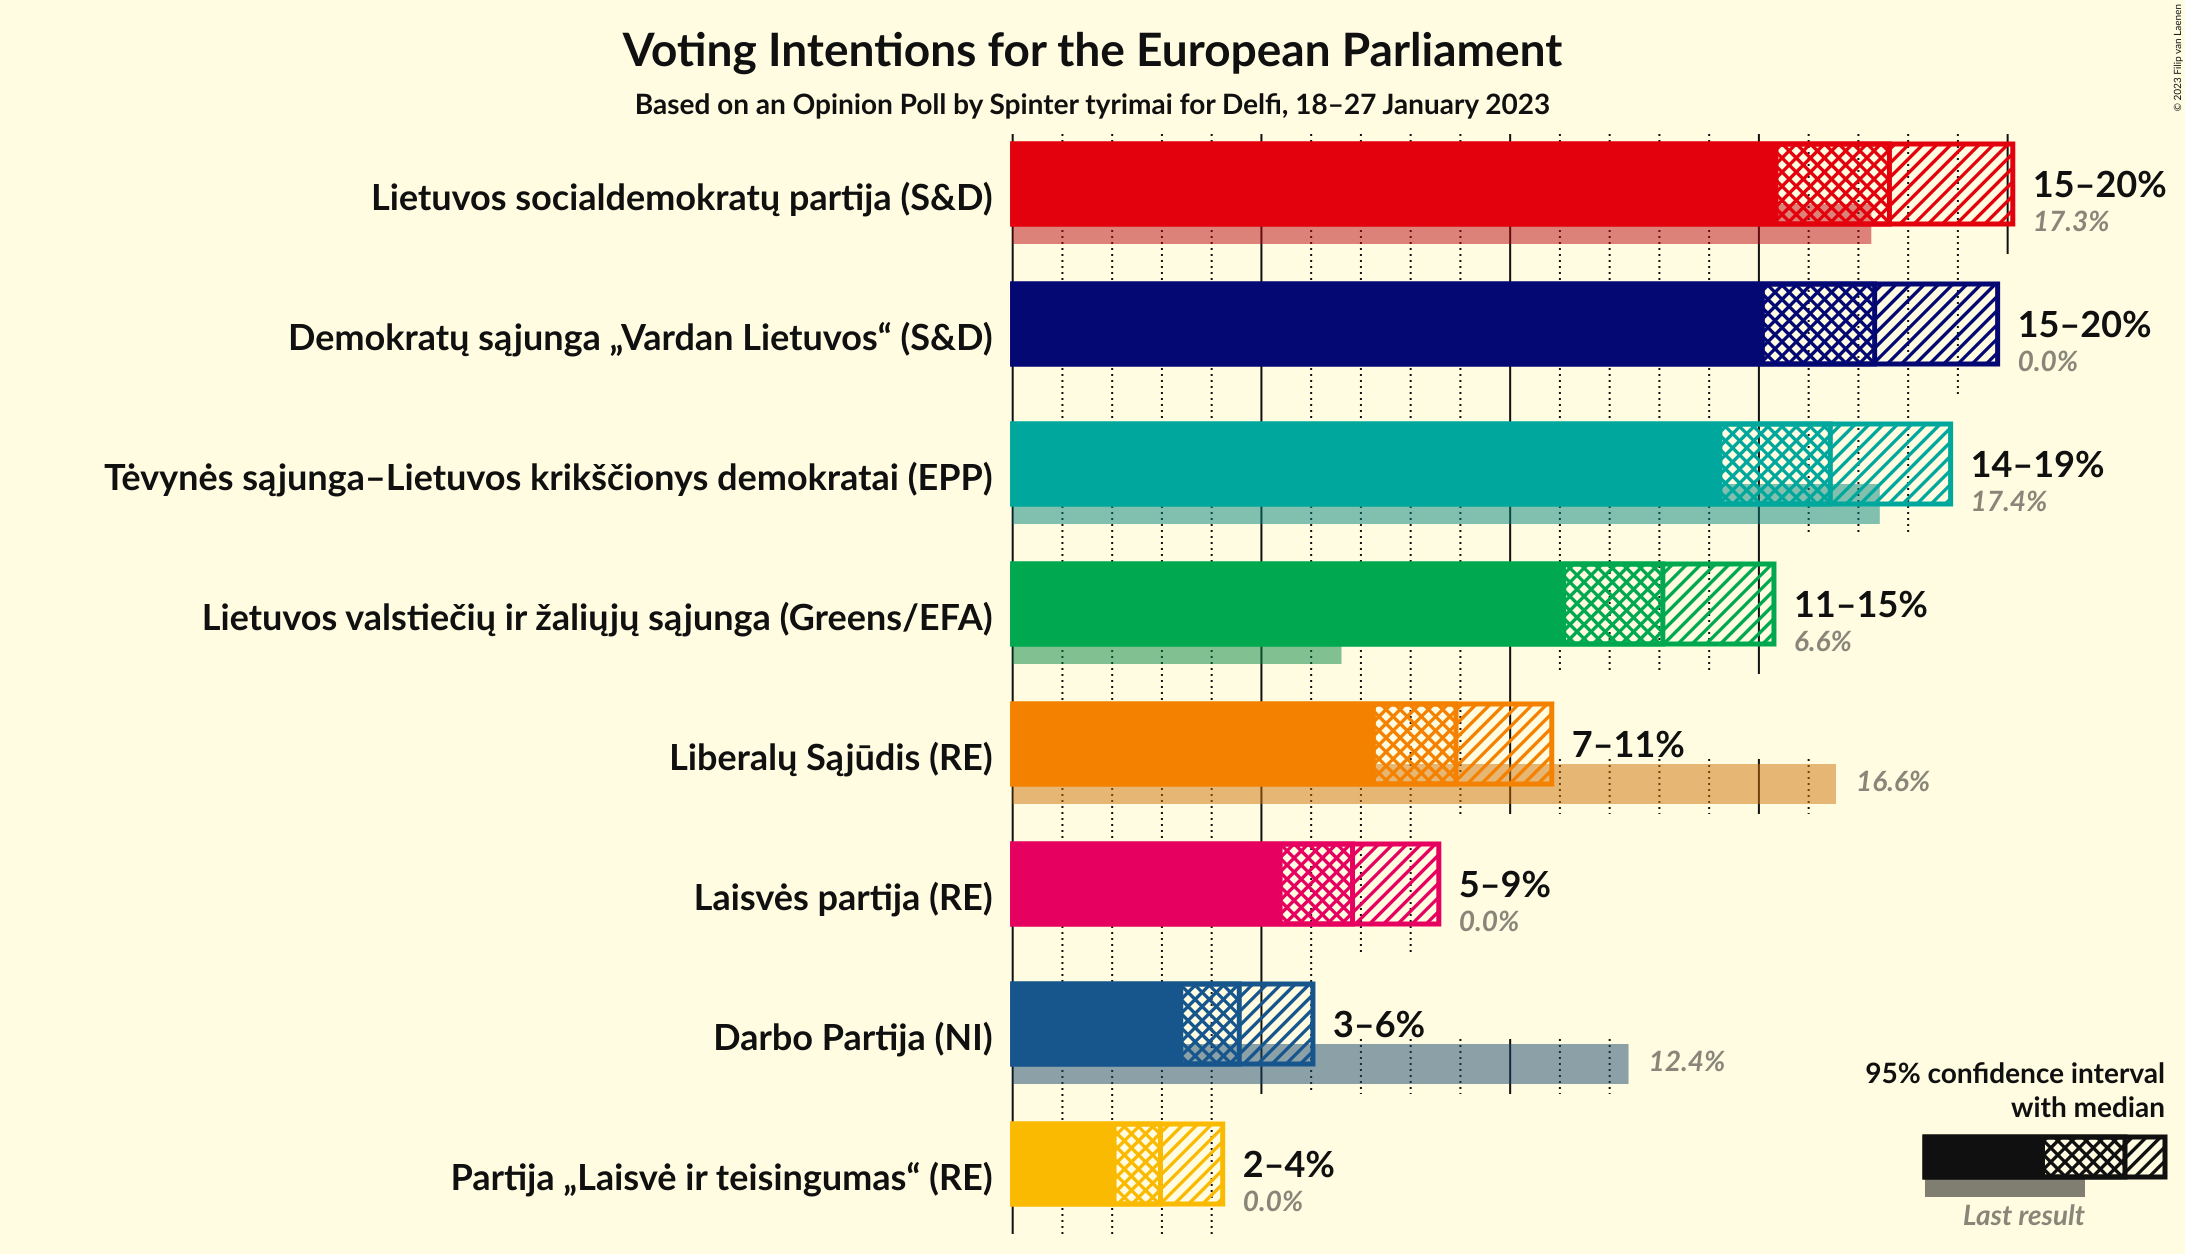 Voting Intentions for the European Parliament
Based on an Opinion Poll by Spinter tyrimai for Delfi, 18–27 January 2023
© 2023 Filip van Laenen
Lietuvos socialdemokratų partija (S&D)
15–20%
17.3%
Demokratų sąjunga „Vardan Lietuvos“ (S&D)
15–20%
0.0%
Tėvynės sąjunga–Lietuvos krikščionys demokratai (EPP)
14–19%
17.4%
Lietuvos valstiečių ir žaliųjų sąjunga (Greens/EFA)
11–15%
6.6%
Liberalų Sąjūdis (RE)
7–11%
16.6%
Laisvės partija (RE)
5–9%
0.0%
Darbo Partija (NI)
3–6%
12.4%
Partija „Laisvė ir teisingumas“ (RE)
2–4%
0.0%
95% confidence interval
with median
Last result